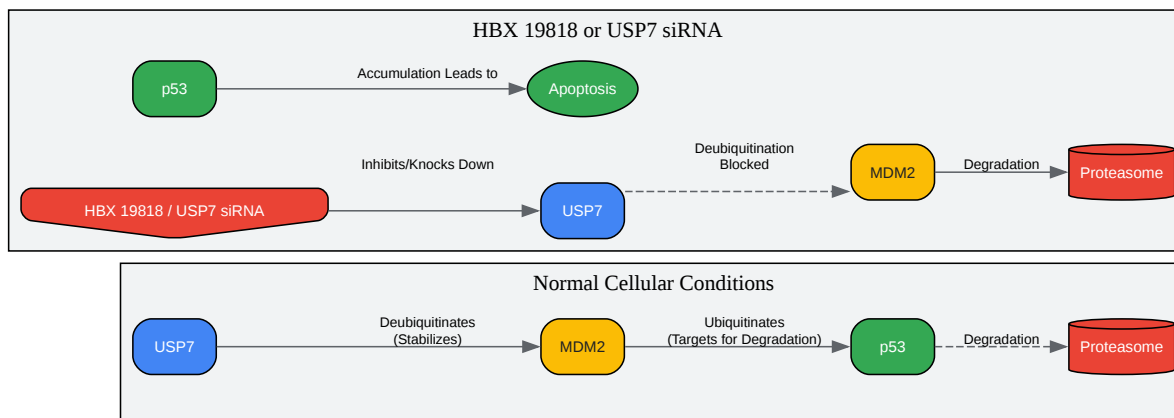 HBX 19818 or USP7 siRNA
p53
Accumulation Leads to
Apoptosis
Inhibits/Knocks Down
Deubiquitination
Blocked
MDM2
Degradation
Proteasome
HBX 19818 / USP7 siRNA
USP7
Normal Cellular Conditions
USP7
Deubiquitinates
(Stabilizes)
MDM2
Ubiquitinates
(Targets for Degradation)
p53
Degradation
Proteasome